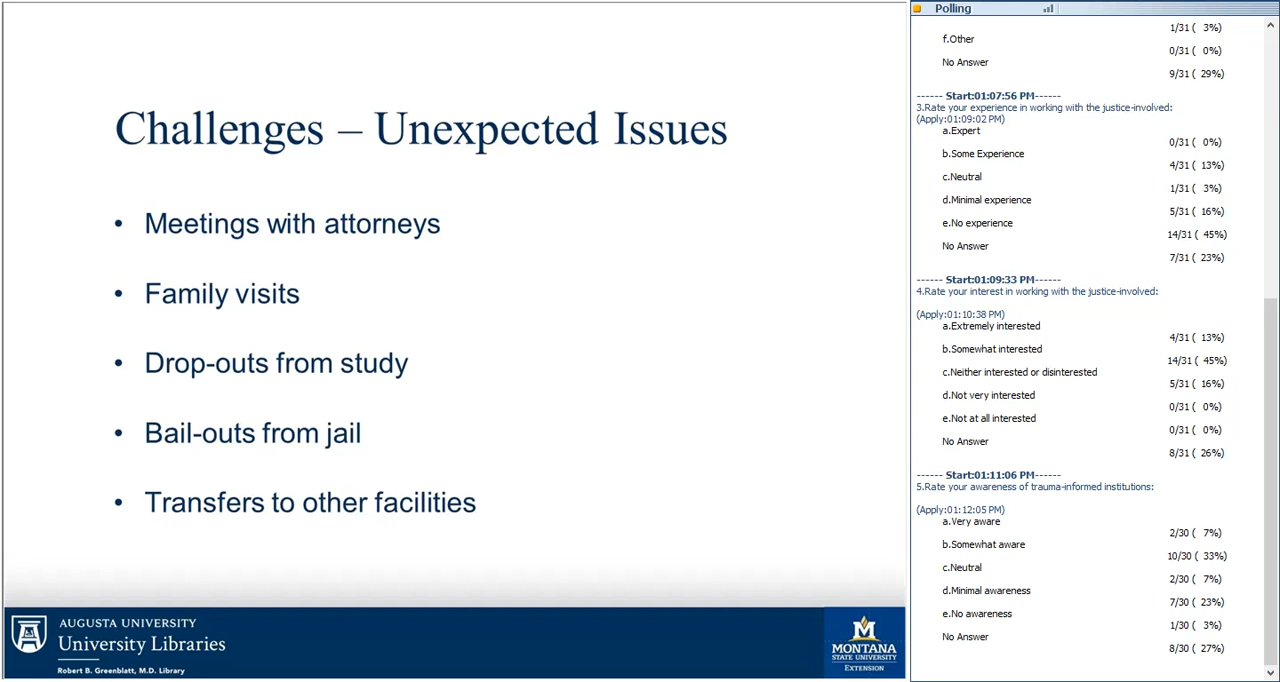 Challenges – Unexpected Issues
• Meetings with attorneys
• Family visits
• Drop-outs from study
• Bail-outs from jail
• Transfers to other facilities
AUGUSTA UNIVERSITY
University Libraries
Robert B. Greenblatt, M.D. Library
MONTANA
STATE UNIVERSITY
EXTENSION
Polling
1/31 ( 3%)
f.Other
0/31 ( 0%)
No Answer
9/31 ( 29%)
------ Start:01:07:56 PM------
3.Rate your experience in working with the justice-involved:
(Apply:01:09:02 PM)
a.Expert
0/31 ( 0%)
b.Some Experience
4/31 ( 13%)
c.Neutral
1/31 ( 3%)
d.Minimal experience
5/31 ( 16%)
e.No experience
14/31 ( 45%)
No Answer
7/31 ( 23%)
------ Start:01:09:33 PM------
4.Rate your interest in working with the justice-involved:
(Apply:01:10:38 PM)
a.Extremely interested
4/31 ( 13%)
b.Somewhat interested
14/31 ( 45%)
c.Neither interested or disinterested
5/31 ( 16%)
d.Not very interested
0/31 ( 0%)
e.Not at all interested
0/31 ( 0%)
No Answer
8/31 ( 26%)
------ Start:01:11:06 PM------
5.Rate your awareness of trauma-informed institutions:
(Apply:01:12:05 PM)
a.Very aware
2/30 ( 7%)
b.Somewhat aware
10/30 ( 33%)
c.Neutral
2/30 ( 7%)
d.Minimal awareness
7/30 ( 23%)
e.No awareness
1/30 ( 3%)
No Answer
8/30 ( 27%)